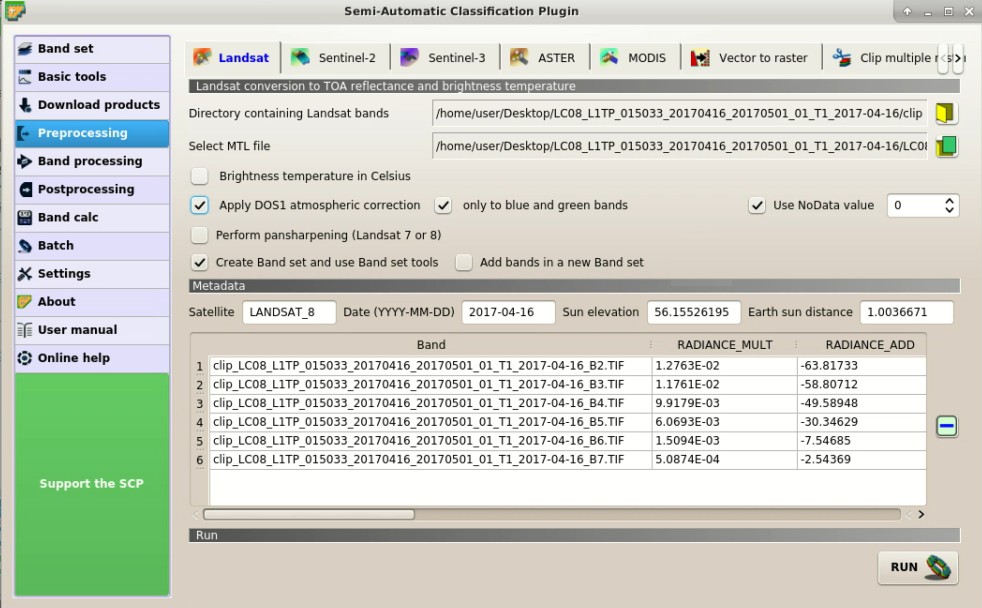 Semi-Automatic Classification Plugin
Band set
Basic tools
Download products
Preprocessing
Band processing
Postprocessing
Band calc
Batch
Settings
About
User manual
Online help
Support the SCP
Landsat Sentinel-2 Sentinel-3 ASTER MODIS Vector to raster Clip multiple
Landsat conversion to TOA reflectance and brightness temperature
Directory containing Landsat bands /home/user/Desktop/LC08_L1TP_015033_20170416_20170501_01_T1_2017-04-16/clip
Select MTL file /home/user/Desktop/LC08_L1TP_015033_20170416_20170501_01_T1_2017-04-16/LC0
Brightness temperature in Celsius
Apply DOS1 atmospheric correction only to blue and green bands Use NoData value 0
Perform pansharpening (Landsat 7 or 8)
Create Band set and use Band set tools Add bands in a new Band set
Metadata
Satellite LANDSAT_8 Date (YYYY-MM-DD) 2017-04-16 Sun elevation 56.15526195 Earth sun distance 1.0036671
Band RADIANCE_MULT RADIANCE_ADD
1 clip_LC08_L1TP_015033_20170416_20170501_01_T1_2017-04-16_B2.TIF 1.2763E-02 -63.81733
2 clip_LC08_L1TP_015033_20170416_20170501_01_T1_2017-04-16_B3.TIF 1.1761E-02 -58.80712
3 clip_LC08_L1TP_015033_20170416_20170501_01_T1_2017-04-16_B4.TIF 9.9179E-03 -49.58948
4 clip_LC08_L1TP_015033_20170416_20170501_01_T1_2017-04-16_B5.TIF 6.0693E-03 -30.34629
5 clip_LC08_L1TP_015033_20170416_20170501_01_T1_2017-04-16_B6.TIF 1.5094E-03 -7.54685
6 clip_LC08_L1TP_015033_20170416_20170501_01_T1_2017-04-16_B7.TIF 5.0874E-04 -2.54369
Run
RUN